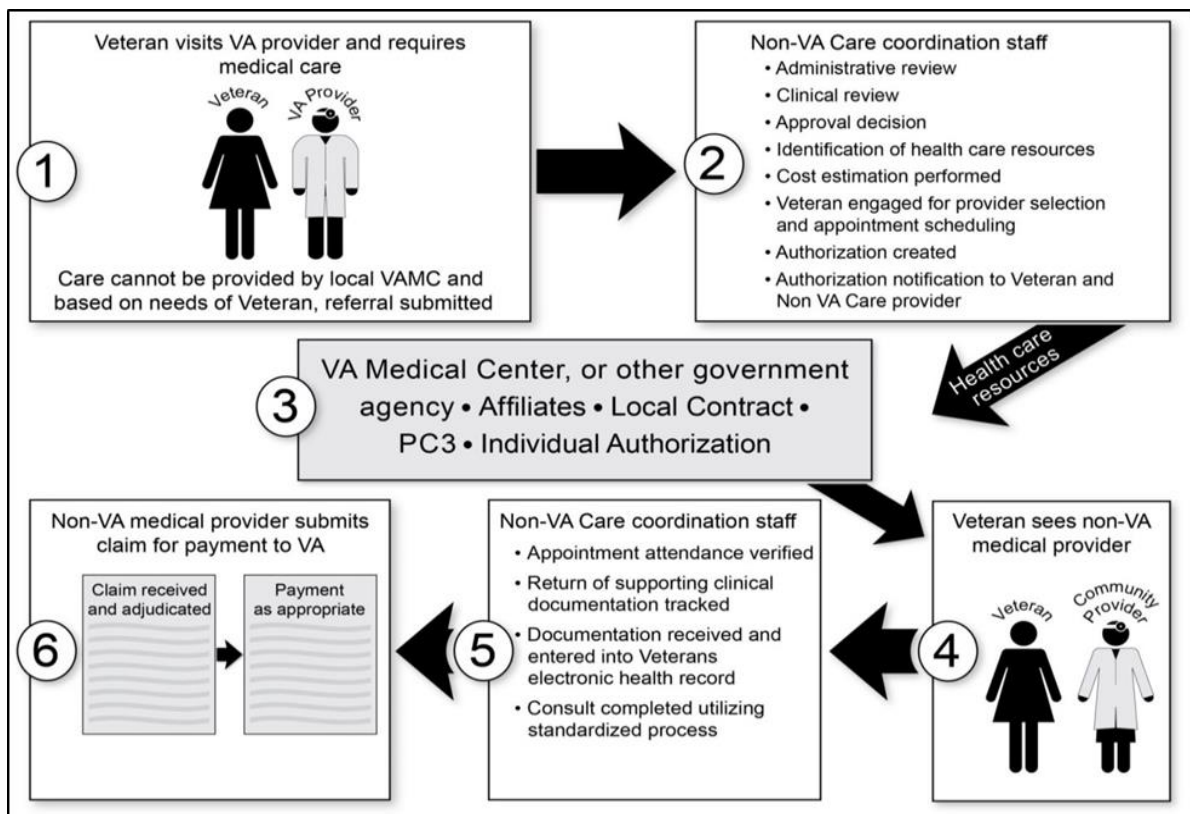 Veteran visits VA provider and requires
medical care
Veteran
VA Provider
1
Care cannot be provided by local VAMC and
based on needs of Veteran, referral submitted
2
Non-VA Care coordination staff
• Administrative review
• Clinical review
• Approval decision
• Identification of health care resources
• Cost estimation performed
• Veteran engaged for provider selection
and appointment scheduling
• Authorization created
• Authorization notification to Veteran and
Non VA Care provider
Health care
resources
3
VA Medical Center, or other government
agency • Affiliates • Local Contract •
PC3 • Individual Authorization
Veteran sees non-VA
medical provider
Veteran
Community
Provider
4
Non-VA Care coordination staff
• Appointment attendance verified
• Return of supporting clinical
documentation tracked
• Documentation received and
entered into Veterans
electronic health record
• Consult completed utilizing
standardized process
5
Non-VA medical provider submits
claim for payment to VA
Claim received
and adjudicated
Payment
as appropriate
6